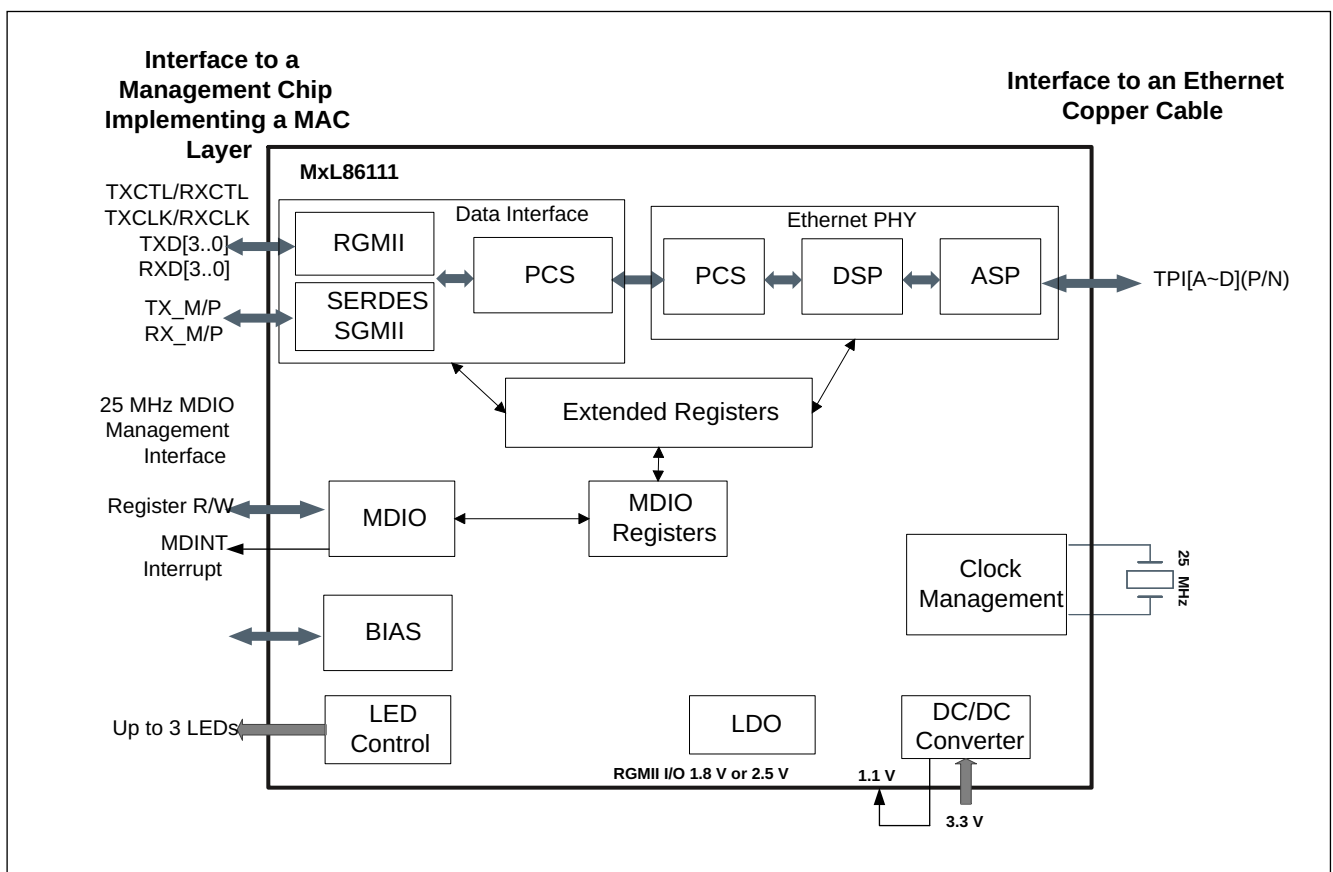 Interface to a
Management Chip
Implementing a MAC
Layer
Interface to an Ethernet
Copper Cable
MxL86111
TXCTL/RXCTL
TXCLK/RXCLK
TXD[3..0]
RXD[3..0]
TX_M/P
RX_M/P
Data Interface
RGMII
SERDES
SGMII
PCS
Ethernet PHY
PCS
DSP
ASP
TPI[A~D](P/N)
Extended Registers
25 MHz MDIO
Management
Interface
Register R/W
MDINT
Interrupt
MDIO
MDIO
Registers
Clock
Management
25 MHz
BIAS
Up to 3 LEDs
LED
Control
LDO
DC/DC
Converter
RGMII I/O 1.8 V or 2.5 V
1.1 V
3.3 V